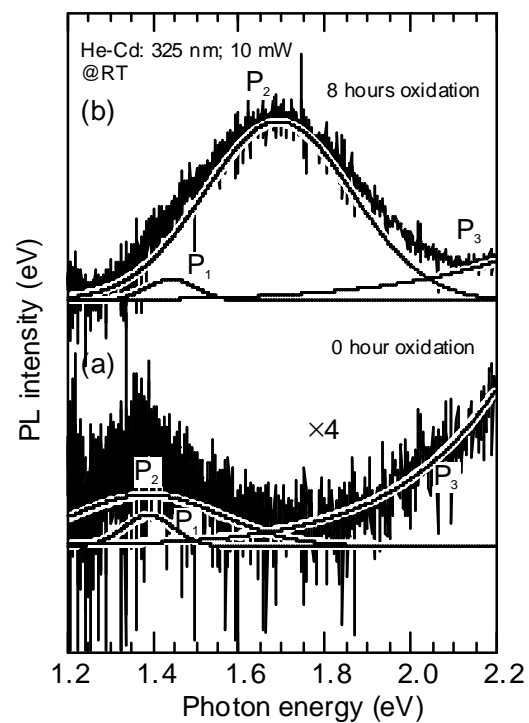 He-Cd: 325 nm; 10 mW
@RT
P2
8 hours oxidation
(b)
P1
P3
0 hour oxidation
(a)
×4
P2
P3
P1
PL intensity (eV)
1.2 1.4 1.6 1.8 2.0 2.2
Photon energy (eV)